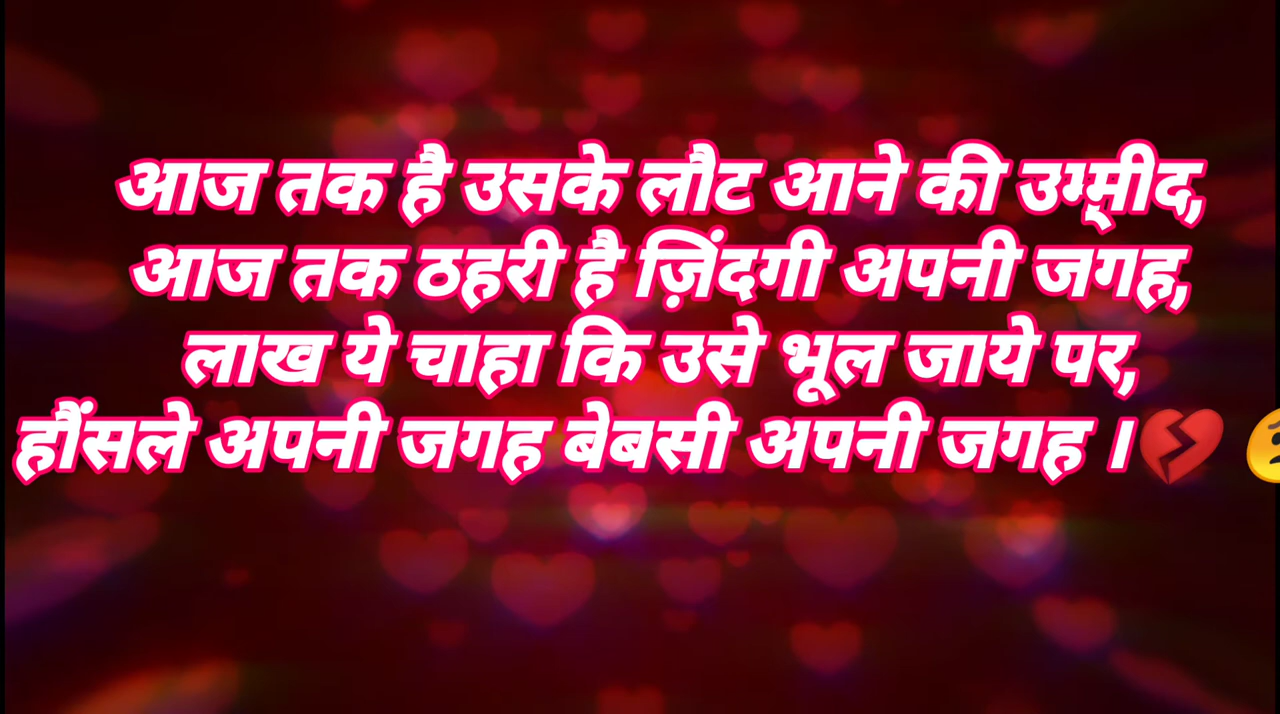 आज तक है उसके लौट आने की उम्म्मीद,
आज तक ठहरी है ज़िंदगी अपनी जगह,
लाख ये चाहा कि उसे भूल जाये पर,
हौंसले अपनी जगह बेबसी अपनी जगह ।💔